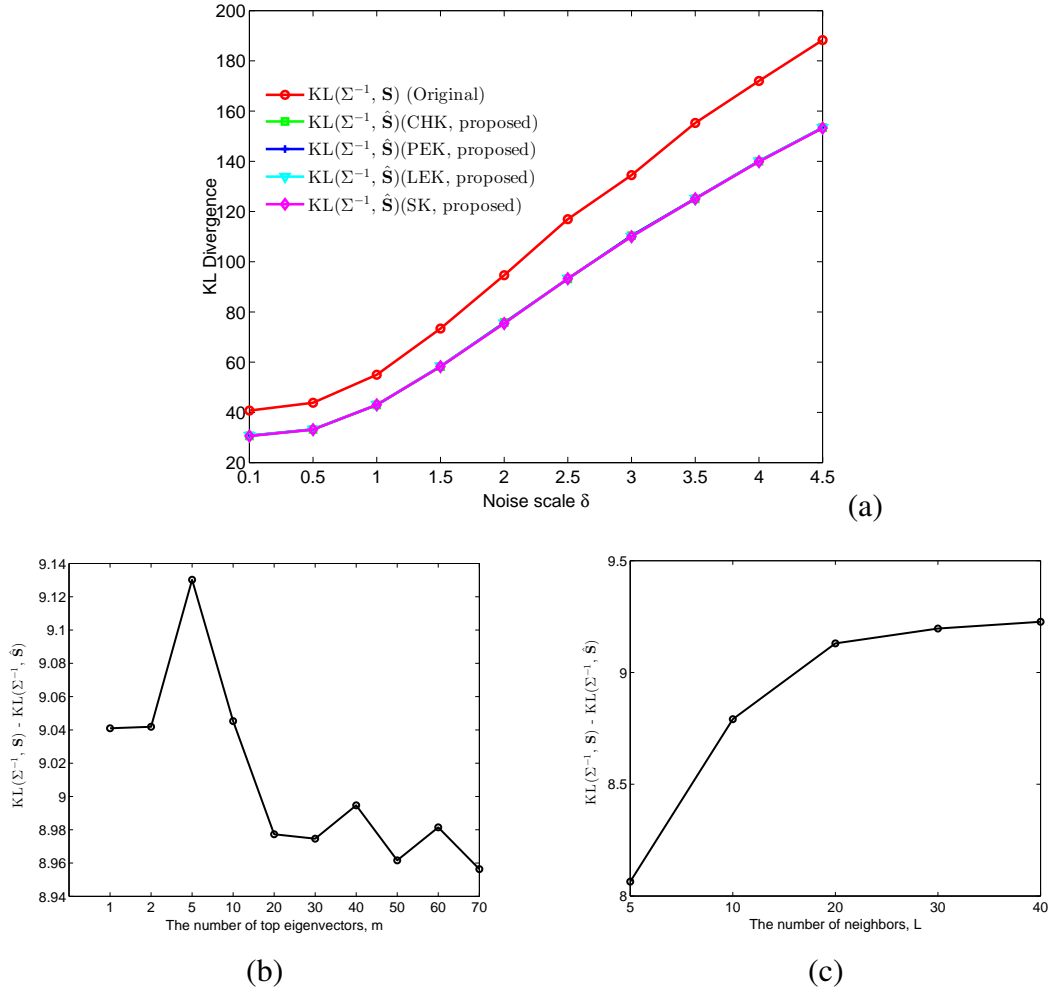 200
180
160
140
120
100
80
60
40
20
KL Divergence
KL(Σ⁻¹, S) (Original)
KL(Σ⁻¹, Ŝ)(CHK, proposed)
KL(Σ⁻¹, Ŝ)(PEK, proposed)
KL(Σ⁻¹, Ŝ)(LEK, proposed)
KL(Σ⁻¹, Ŝ)(SK, proposed)
0.1 0.5 1 1.5 2 2.5 3 3.5 4 4.5
Noise scale δ
(a)
9.14
9.12
9.1
9.08
9.06
9.04
9.02
9
8.98
8.96
8.94
KL(Σ⁻¹, S) - KL(Σ⁻¹, Ŝ)
1 2 5 10 20 30 40 50 60 70
The number of top eigenvectors, m
(b)
9.5
9
8.5
8
KL(Σ⁻¹, S) - KL(Σ⁻¹, Ŝ)
5 10 20 30 40
The number of neighbors, L
(c)